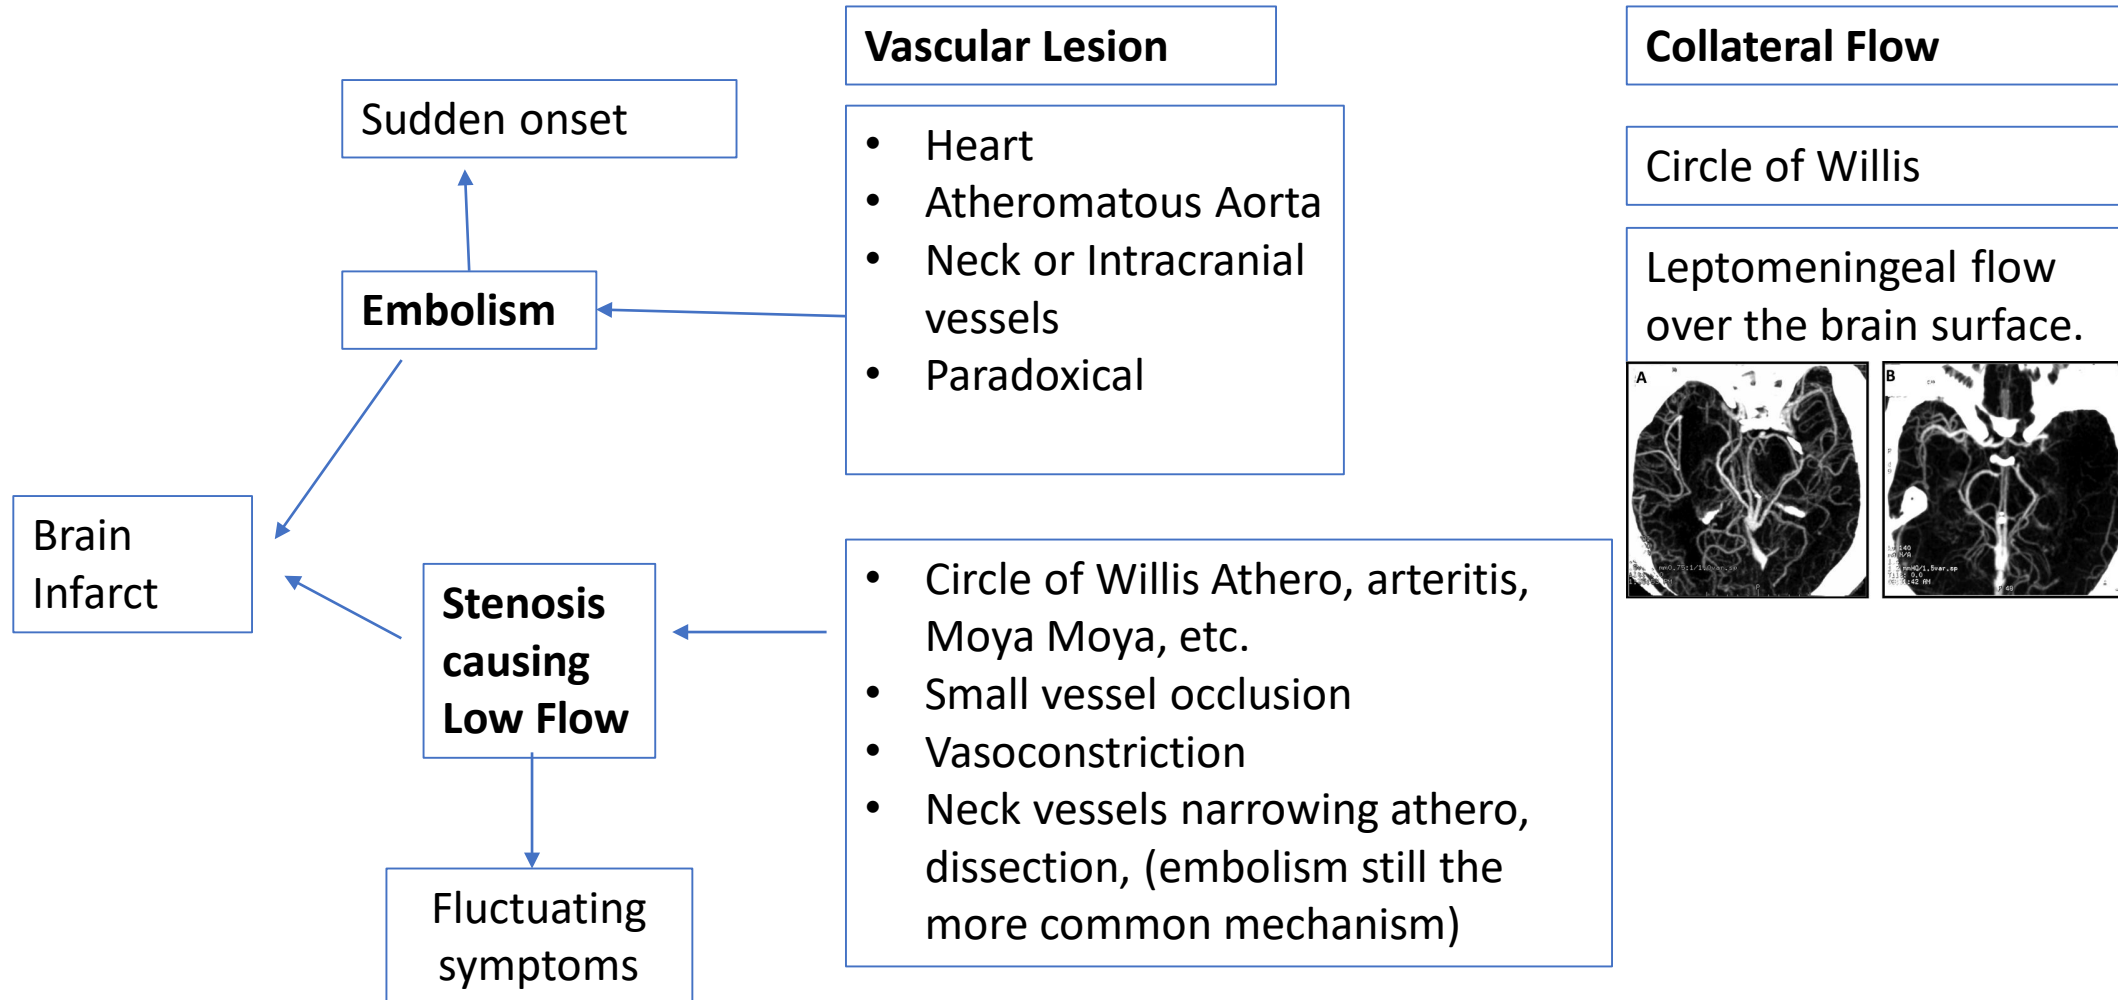 Vascular Lesion
Collateral Flow
Sudden onset
• Heart
• Atheromatous Aorta
• Neck or Intracranial
vessels
• Paradoxical
Circle of Willis
Leptomeningeal flow
over the brain surface.
A
B
Embolism
Brain
Infarct
Stenosis
causing
Low Flow
• Circle of Willis Athero, arteritis,
Moya Moya, etc.
• Small vessel occlusion
• Vasoconstriction
• Neck vessels narrowing athero,
dissection, (embolism still the
more common mechanism)
Fluctuating
symptoms